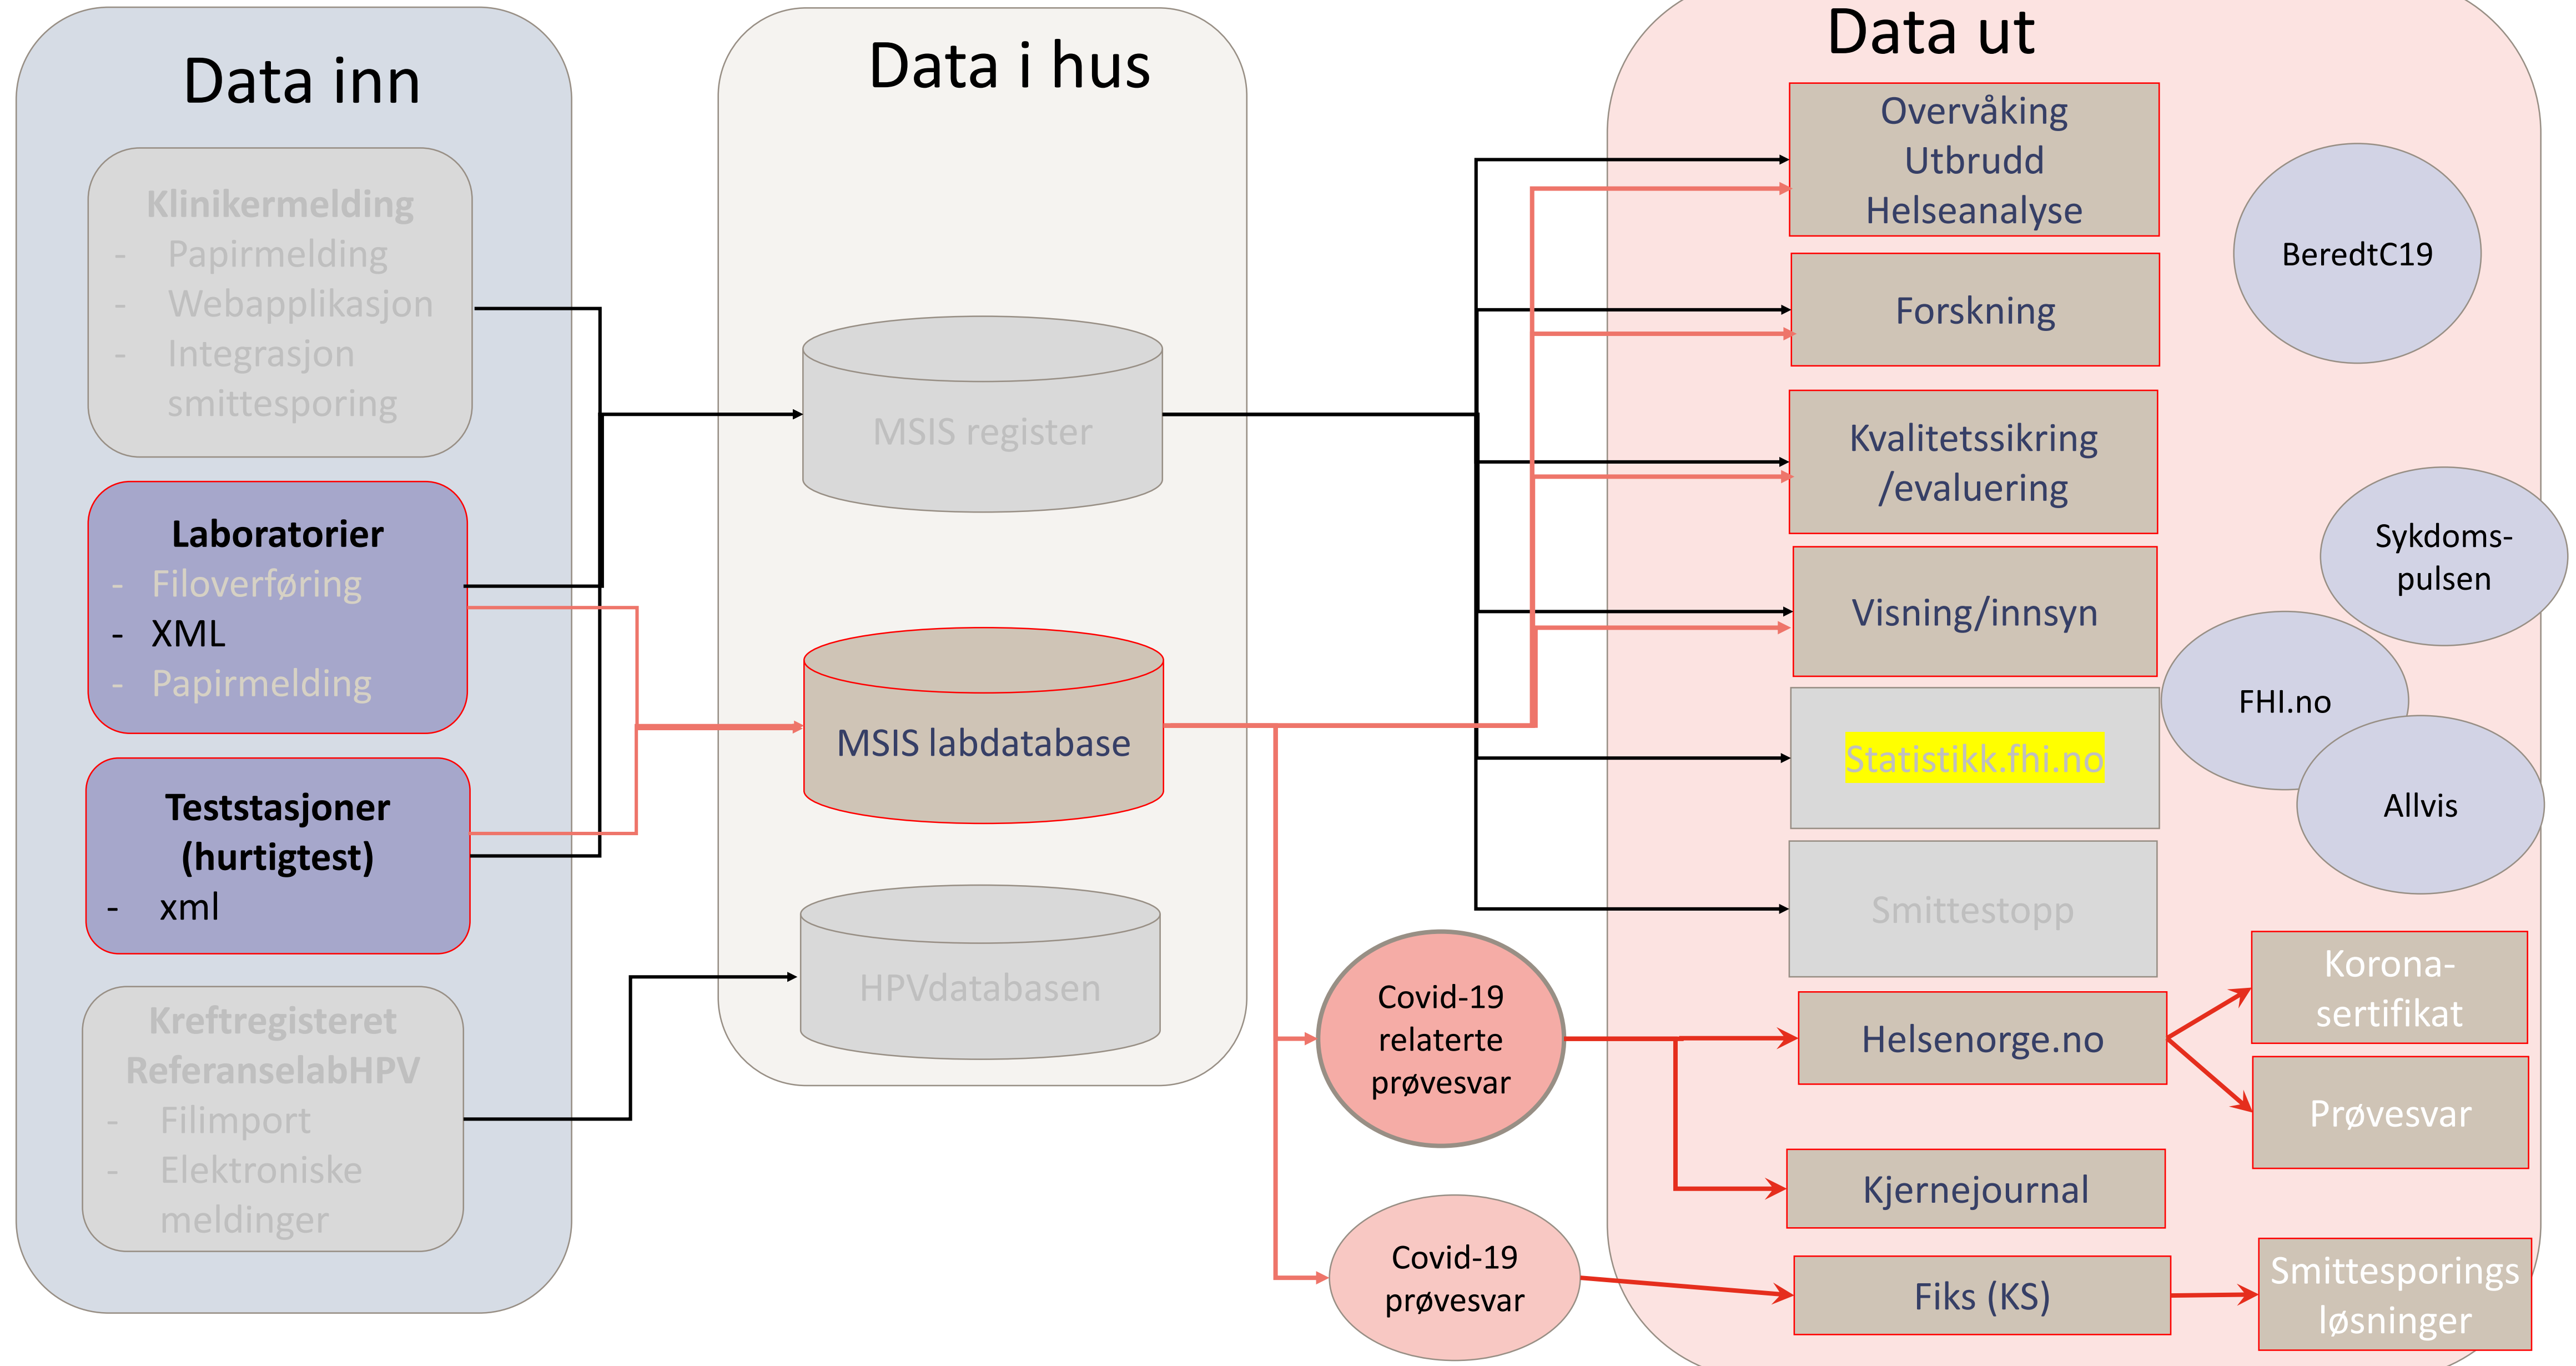 Data inn
Klinikermelding
- Papirmelding
- Webapplikasjon
- Integrasjon
smittesporing
Laboratorier
- Filoverføring
- XML
- Papirmelding
Teststasjoner
(hurtigtest)
- xml
Kreftregisteret
ReferanselabHPV
- Filimport
- Elektroniske
meldinger
Data i hus
MSIS register
MSIS labdatabase
HPVdatabasen
Covid-19
relaterte
prøvesvar
Covid-19
prøvesvar
Data ut
Overvåking
Utbrudd
Helseanalyse
Forskning
Kvalitetssikring
/evaluering
Visning/innsyn
Statistikk.fhi.no
Smittestopp
Helsenorge.no
Kjernejournal
Fiks (KS)
BeredtC19
Sykdoms-
pulsen
FHI.no
Allvis
Korona-
sertifikat
Prøvesvar
Smittesporings
løsninger